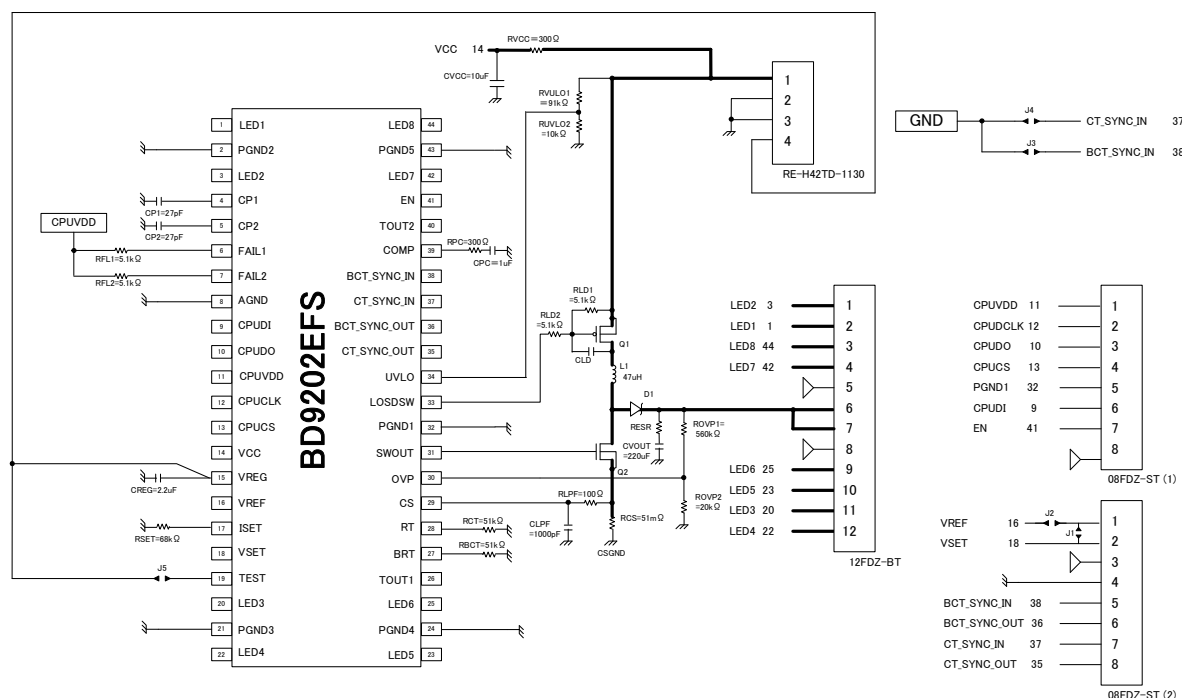 VCC 14
RVCC=300Ω
CVCC=10uF
RVULO1
=91kΩ
RUVLO2
=10kΩ
1
2
3
4
RE-H42TD-1130
GND
J4
CT_SYNC_IN 37
J3
BCT_SYNC_IN 38
BD9202EFS
1 LED1
2 PGND2
3 LED2
4 CP1
5 CP2
6 FAIL1
7 FAIL2
8 AGND
9 CPUDI
10 CPUDO
11 CPUVDD
12 CPUCLK
13 CPUCS
14 VCC
15 VREG
16 VREF
17 ISET
18 VSET
19 TEST
20 LED3
21 PGND3
22 LED4
LED8 44
PGND5 43
LED7 42
EN 41
TOUT2 40
COMP 39
BCT_SYNC_IN 38
CT_SYNC_IN 37
BCT_SYNC_OUT 36
CT_SYNC_OUT 35
UVLO 34
LOSDSW 33
PGND1 32
SWOUT 31
OVP 30
CS 29
RT 28
BRT 27
TOUT1 26
LED6 25
PGND4 24
LED5 23
CP1=27pF
CP2=27pF
CPUVDD
RFL1=5.1kΩ
RFL2=5.1kΩ
CREG=2.2uF
RSET=68kΩ
J5
RPC=300Ω
CPC=1uF
RLD1
=5.1kΩ
RLD2
=5.1kΩ
Q1
CLD
L1
47uH
D1
RESR
CVOUT
=220uF
ROVP1=
560kΩ
Q2
ROVP2
=20kΩ
RLPF=100Ω
CLPF
=1000pF
RCS=51mΩ
CSGND
RCT=51kΩ
RBCT=51kΩ
LED2 3 1
LED1 1 2
LED8 44 3
LED7 42 4
5
6
7
8
LED6 25 9
LED5 23 10
LED3 20 11
LED4 22 12
12FDZ-BT
CPUVDD 11 1
CPUDCLK 12 2
CPUDO 10 3
CPUCS 13 4
PGND1 32 5
CPUDI 9 6
EN 41 7
8
08FDZ-ST (1)
VREF 16 J2 1
J1
VSET 18 2
3
4
BCT_SYNC_IN 38 5
BCT_SYNC_OUT 36 6
CT_SYNC_IN 37 7
CT_SYNC_OUT 35 8
08FDZ-ST (2)